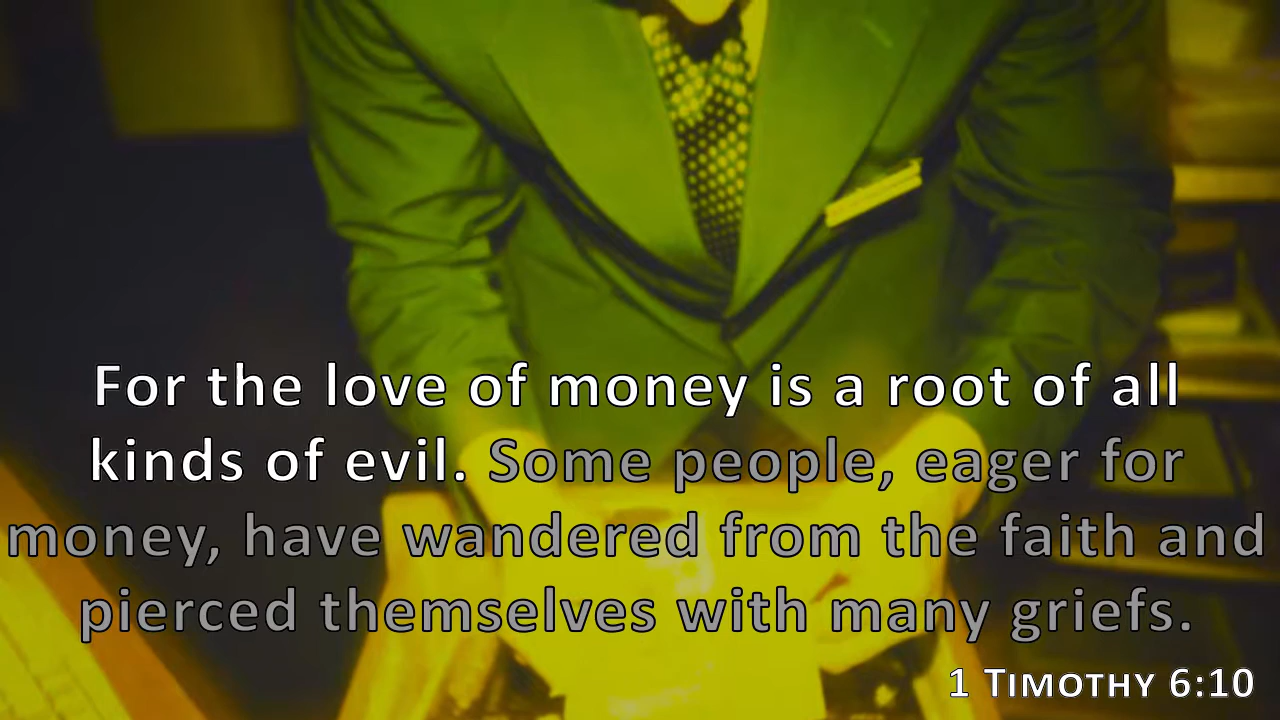 For the love of money is a root of all
kinds of evil. Some people, eager for
money, have wandered from the faith and
pierced themselves with many griefs.
1 Timothy 6:10